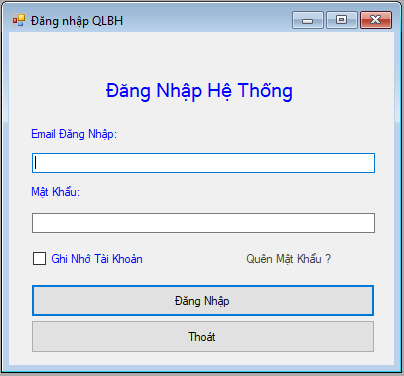 Đăng nhập QLBH
Đăng Nhập Hệ Thống
Email Đăng Nhập:
Mật Khẩu:
Ghi Nhớ Tài Khoản
Quên Mật Khẩu ?
Đăng Nhập
Thoát